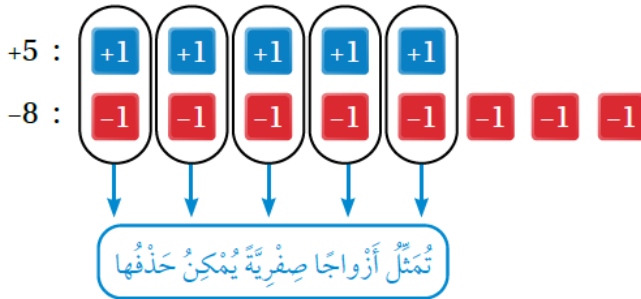 +5 : +1 +1 +1 +1 +1
–8 : –1 –1 –1 –1 –1 –1 –1 –1
تُمَثِّلُ أَزْواجًا صِفْرِيَّةً يُمْكِنُ حَذْفُها